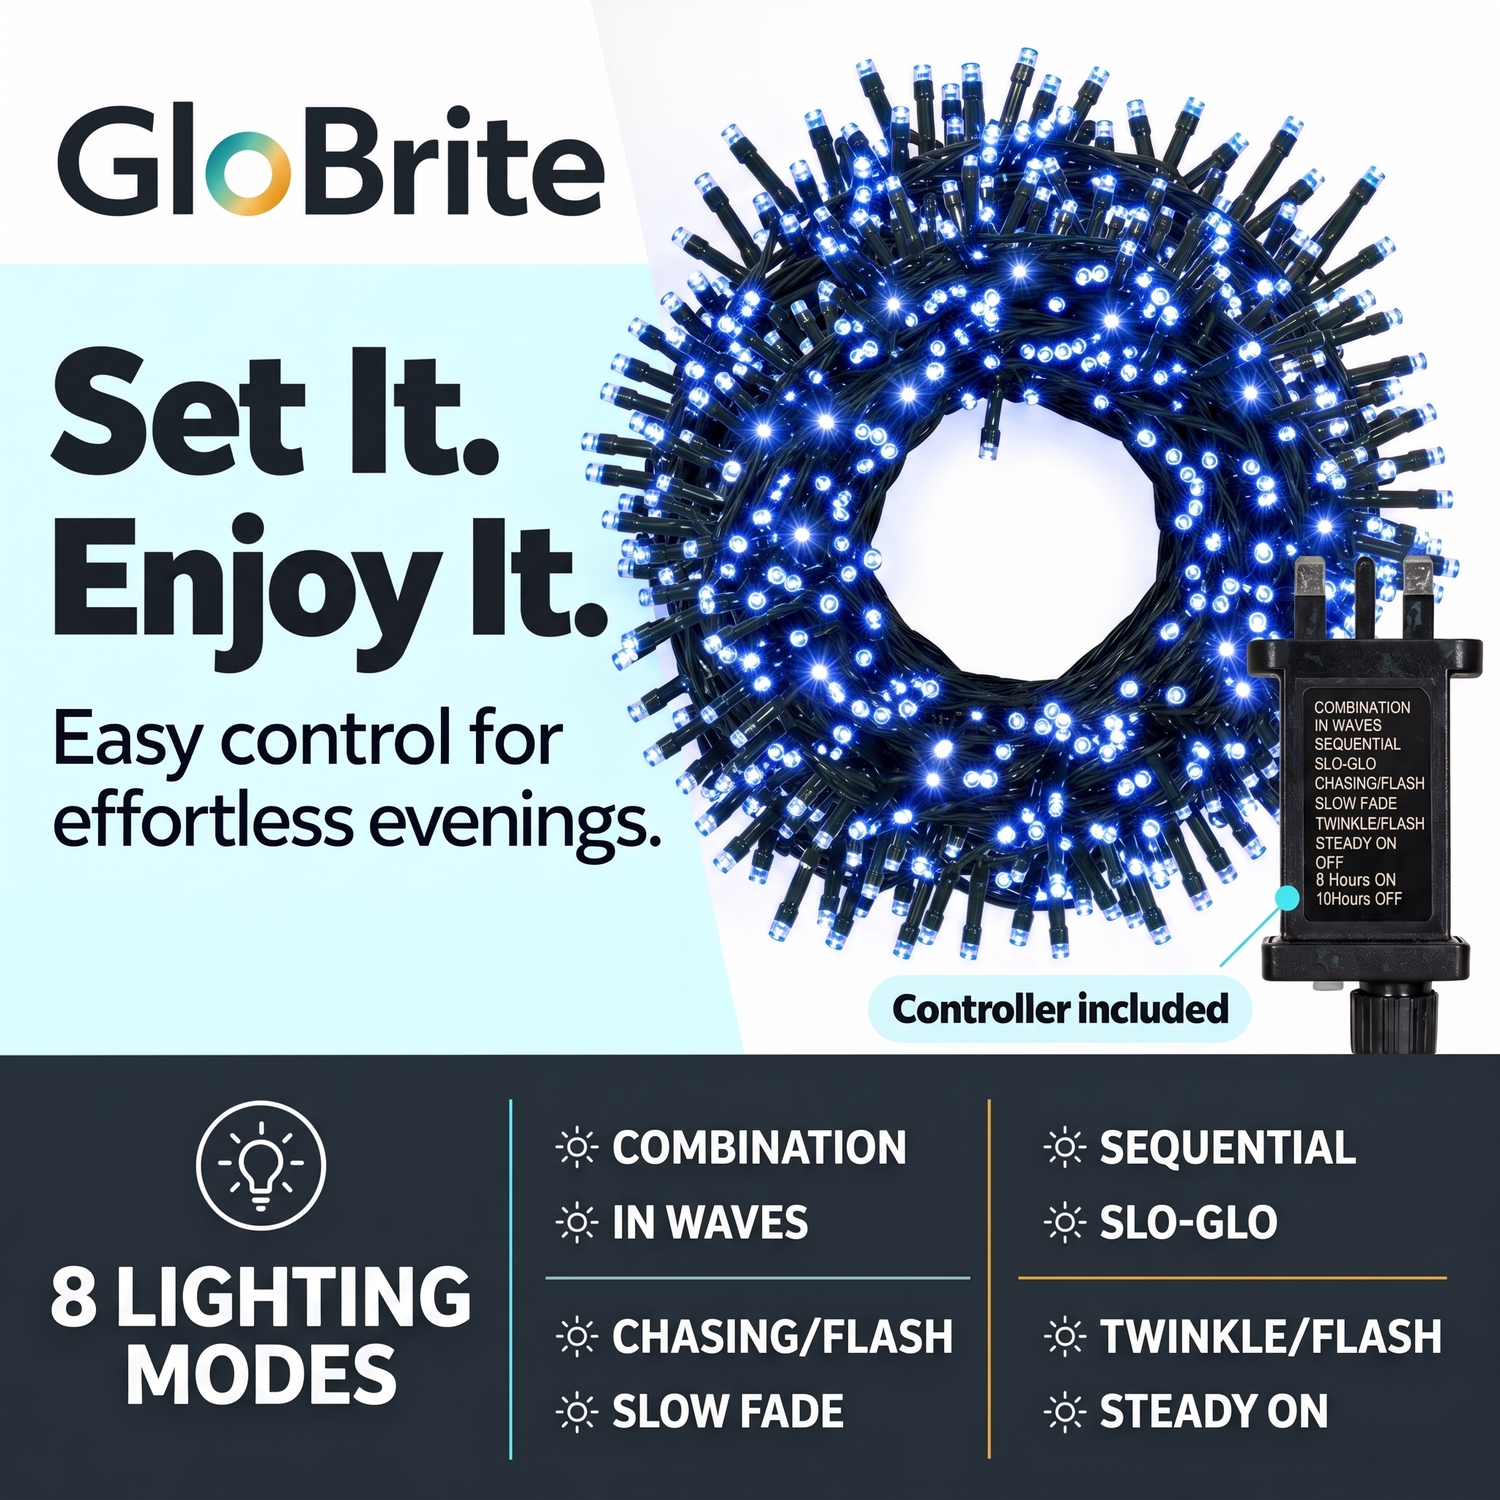 GloBrite
Set It.
Enjoy It.
Easy control for
effortless evenings.
COMBINATION
IN WAVES
SEQUENTIAL
SLO-GLO
CHASING/FLASH
SLOW FADE
TWINKLE/FLASH
STEADY ON
OFF
8 Hours ON
10Hours OFF
Controller included
8 LIGHTING
MODES
COMBINATION
IN WAVES
CHASING/FLASH
SLOW FADE
SEQUENTIAL
SLO-GLO
TWINKLE/FLASH
STEADY ON